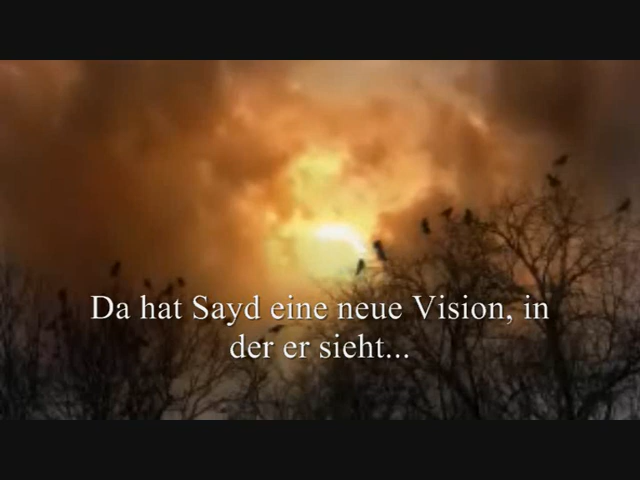 Da hat Sayd eine neue Vision, in
der er sieht...